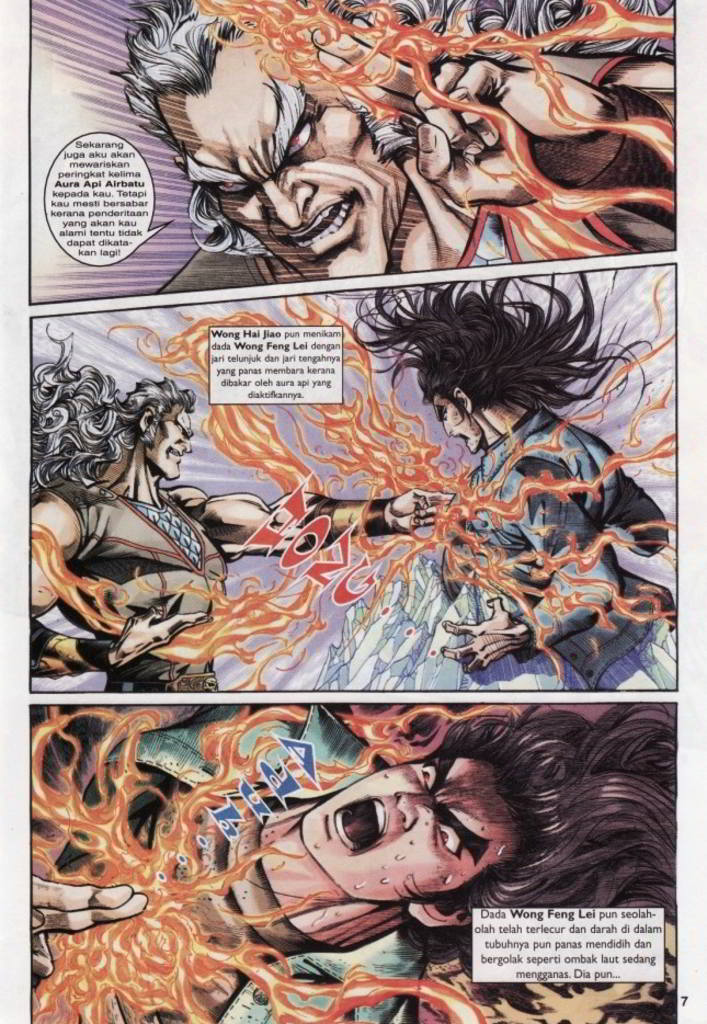 Sekarang
juga aku akan
mewariskan
peringkat kelima
Aura Api Airbatu
kepada kau. Tetapi
kau mesti bersabar
kerana penderitaan
yang akan kau
alami tentu tidak
dapat dikata-
kan lagi!
Wong Hai Jiao pun menikam
dada Wong Feng Lei dengan
jari telunjuk dan jari tengahnya
yang panas membara kerana
dibakar oleh aura api yang
diaktifkannya.
Dada Wong Feng Lei pun seolah-
olah telah terlecur dan darah di dalam
tubuhnya pun panas mendidih dan
bergolak seperti ombak laut sedang
mengganas. Dia pun...
7